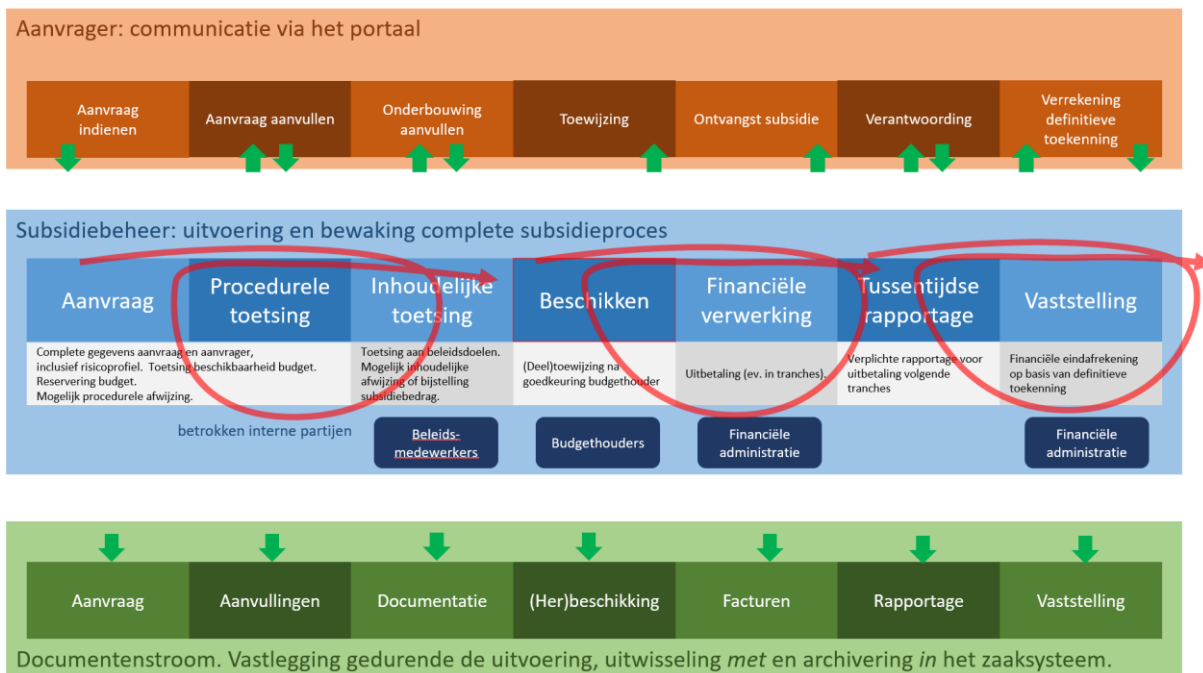 Aanvrager: communicatie via het portaal
Aanvraag
indienen
Aanvraag aanvullen
Onderbouwing
aanvullen
Toewijzing
Ontvangst subsidie
Verantwoording
Verrekening
definitieve
toekenning
Subsidiebeheer: uitvoering en bewaking complete subsidieproces
Aanvraag
Procedurele
toetsing
Inhoudelijke
toetsing
Beschikken
Financiële
verwerking
Tussentijdse
rapportage
Vaststelling
Complete gegevens aanvraag en aanvrager,
inclusief risicoprofiel. Toetsing beschikbaarheid budget.
Reservering budget.
Mogelijk procedurele afwijzing.
Toetsing aan beleidsdoelen.
Mogelijk inhoudelijke
afwijzing of bijstelling
subsidiebedrag.
(Deel)toewijzing na
goedkeuring budgethouder
Uitbetaling (ev. in tranches).
Verplichte rapportage voor
uitbetaling volgende
tranches
Financiële eindafrekening
op basis van definitieve
toekenning
betrokken interne partijen
Beleids-
medewerkers
Budgethouders
Financiële
administratie
Financiële
administratie
Aanvraag
Aanvullingen
Documentatie
(Her)beschikking
Facturen
Rapportage
Vaststelling
Documentenstroom. Vastlegging gedurende de uitvoering, uitwisseling met en archivering in het zaaksysteem.